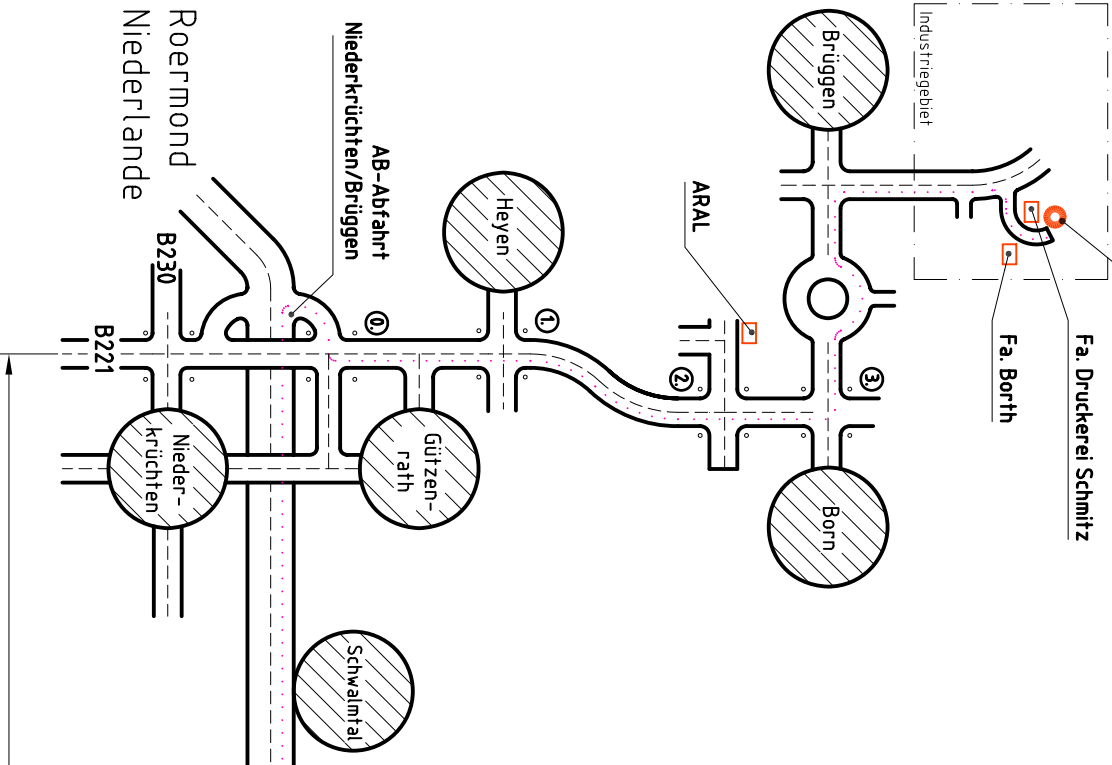 Fa. Druckerei Schmitz
Fa. Borth
Industriegebiet
3.
Brüggen
Born
ARAL
2.
1.
Heyen
Gützen-
rath
AB-Abfahrt
Niederkrüchten/Brüggen
0.
Schwalmtal
Roermond
Niederlande
B230
Nieder-
krüchten
B221